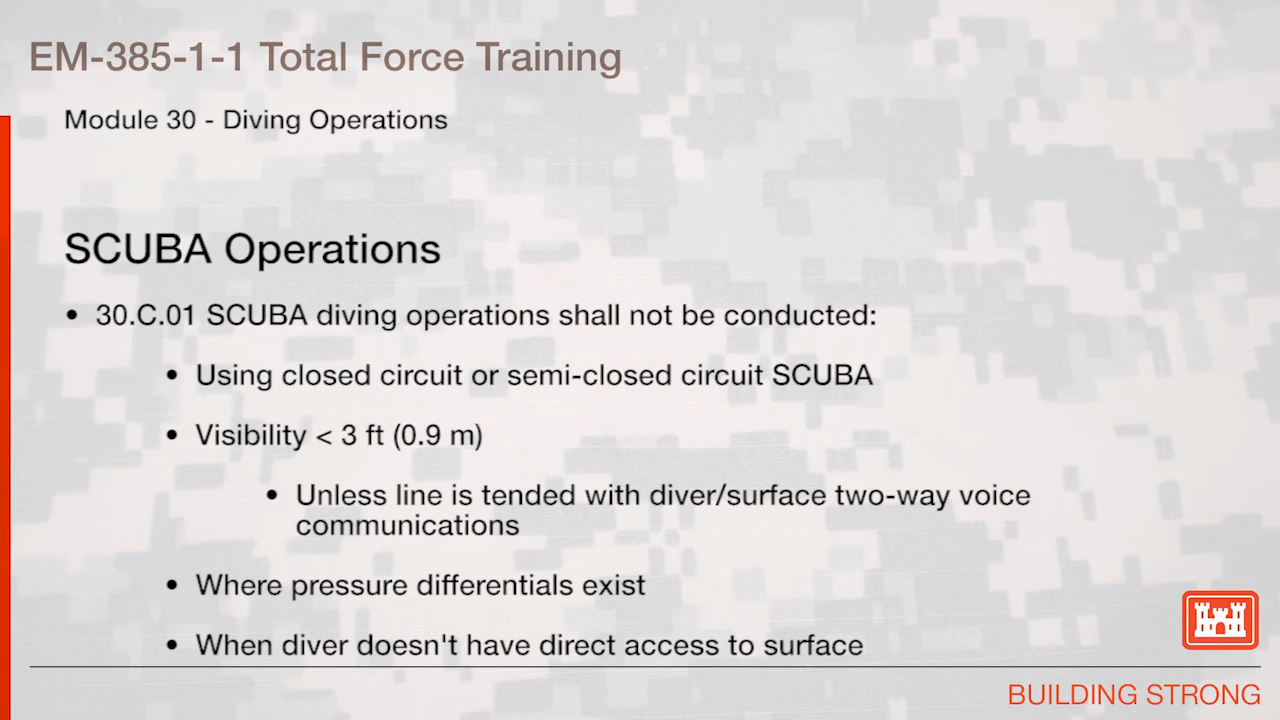 EM-385-1-1 Total Force Training
Module 30 - Diving Operations
SCUBA Operations
• 30.C.01 SCUBA diving operations shall not be conducted:
• Using closed circuit or semi-closed circuit SCUBA
• Visibility < 3 ft (0.9 m)
• Unless line is tended with diver/surface two-way voice
communications
• Where pressure differentials exist
• When diver doesn't have direct access to surface
BUILDING STRONG